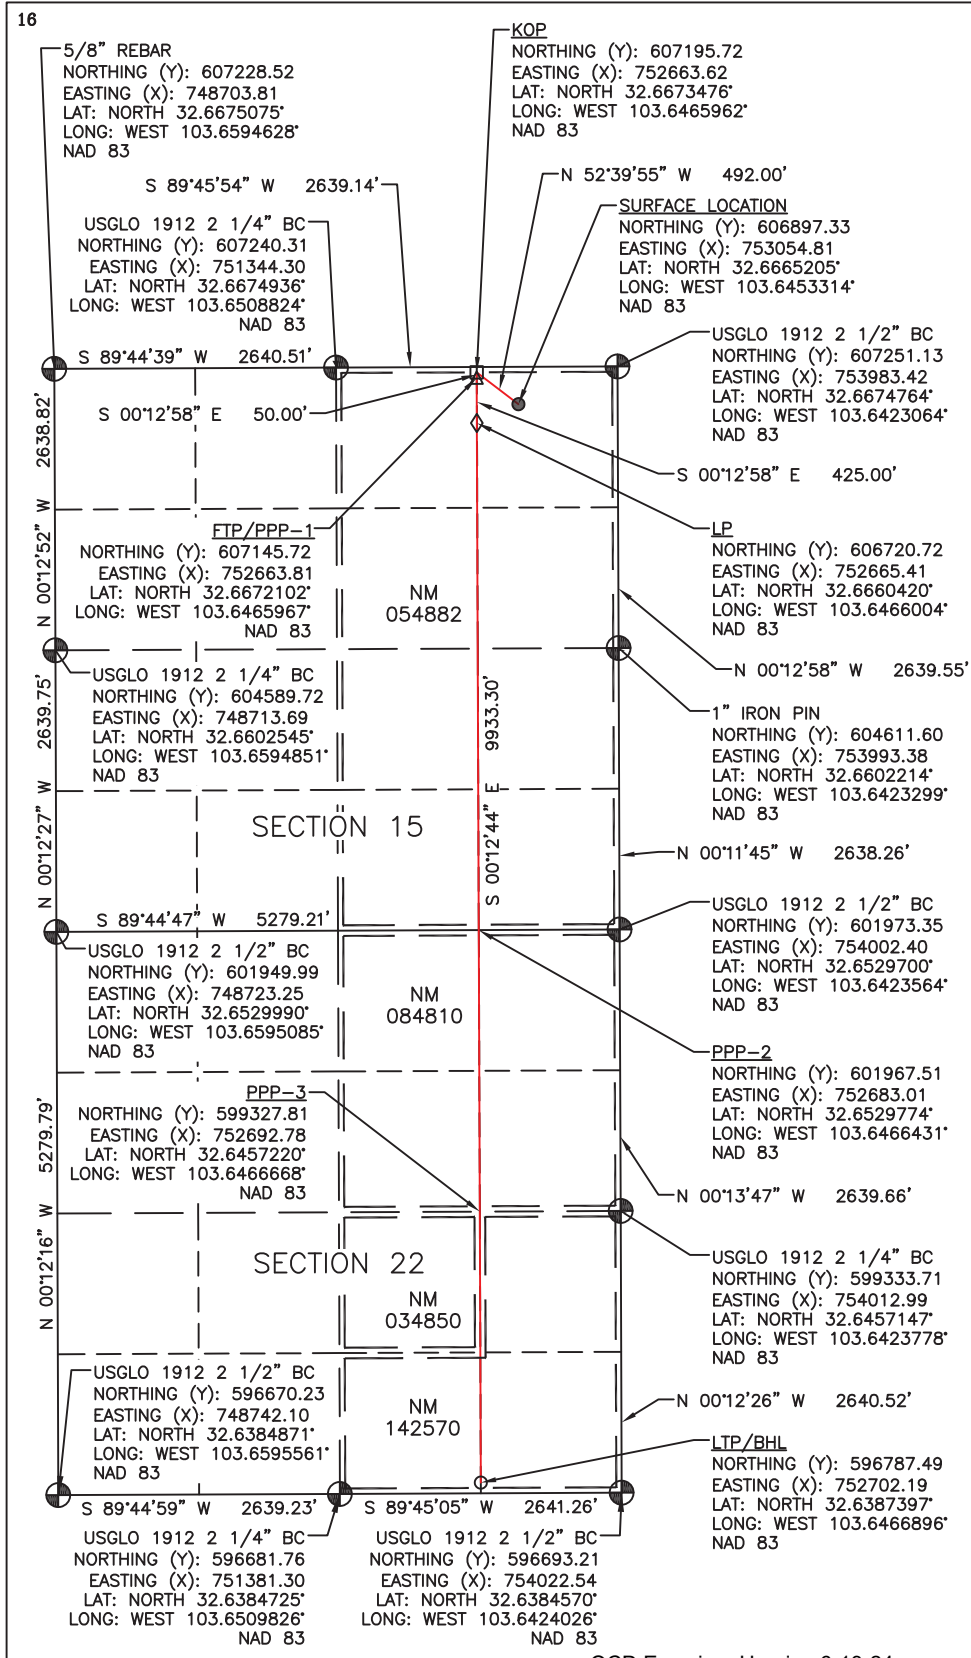 16
5/8" REBAR
NORTHING (Y): 607228.52
EASTING (X): 748703.81
LAT: NORTH 32.6675075°
LONG: WEST 103.6594628°
NAD 83
KOP
NORTHING (Y): 607195.72
EASTING (X): 752663.62
LAT: NORTH 32.6673476°
LONG: WEST 103.6465962°
NAD 83
S 89°45'54" W 2639.14'
N 52°39'55" W 492.00'
USGLO 1912 2 1/4" BC
NORTHING (Y): 607240.31
EASTING (X): 751344.30
LAT: NORTH 32.6674936°
LONG: WEST 103.6508824°
NAD 83
SURFACE LOCATION
NORTHING (Y): 606897.33
EASTING (X): 753054.81
LAT: NORTH 32.6665205°
LONG: WEST 103.6453314°
NAD 83
S 89°44'39" W 2640.51'
USGLO 1912 2 1/2" BC
NORTHING (Y): 607251.13
EASTING (X): 753983.42
LAT: NORTH 32.6674764°
LONG: WEST 103.6423064°
NAD 83
S 00°12'58" E 50.00'
N 00°12'52" W 2638.82'
S 00°12'58" E 425.00'
FTP/PPP-1
NORTHING (Y): 607145.72
EASTING (X): 752663.81
LAT: NORTH 32.6672102°
LONG: WEST 103.6465967°
NAD 83
LP
NORTHING (Y): 606720.72
EASTING (X): 752665.41
LAT: NORTH 32.6660420°
LONG: WEST 103.6466004°
NAD 83
NM
054882
N 00°12'58" W 2639.55'
USGLO 1912 2 1/4" BC
NORTHING (Y): 604589.72
EASTING (X): 748713.69
LAT: NORTH 32.6602545°
LONG: WEST 103.6594851°
NAD 83
1" IRON PIN
NORTHING (Y): 604611.60
EASTING (X): 753993.38
LAT: NORTH 32.6602214°
LONG: WEST 103.6423299°
NAD 83
N 00°12'27" W 2639.75'
S 00°12'44" E 9933.30'
SECTION 15
N 00°11'45" W 2638.26'
S 89°44'47" W 5279.21'
USGLO 1912 2 1/2" BC
NORTHING (Y): 601949.99
EASTING (X): 748723.25
LAT: NORTH 32.6529990°
LONG: WEST 103.6595085°
NAD 83
USGLO 1912 2 1/2" BC
NORTHING (Y): 601973.35
EASTING (X): 754002.40
LAT: NORTH 32.6529700°
LONG: WEST 103.6423564°
NAD 83
NM
084810
PPP-2
NORTHING (Y): 601967.51
EASTING (X): 752683.01
LAT: NORTH 32.6529774°
LONG: WEST 103.6466431°
NAD 83
PPP-3
NORTHING (Y): 599327.81
EASTING (X): 752692.78
LAT: NORTH 32.6457220°
LONG: WEST 103.6466668°
NAD 83
N 00°12'16" W 5279.79'
N 00°13'47" W 2639.66'
SECTION 22
USGLO 1912 2 1/4" BC
NORTHING (Y): 599333.71
EASTING (X): 754012.99
LAT: NORTH 32.6457147°
LONG: WEST 103.6423778°
NAD 83
NM
034850
USGLO 1912 2 1/2" BC
NORTHING (Y): 596670.23
EASTING (X): 748742.10
LAT: NORTH 32.6384871°
LONG: WEST 103.6595561°
NAD 83
NM
142570
N 00°12'26" W 2640.52'
LTP/BHL
NORTHING (Y): 596787.49
EASTING (X): 752702.19
LAT: NORTH 32.6387397°
LONG: WEST 103.6466896°
NAD 83
S 89°44'59" W 2639.23'
S 89°45'05" W 2641.26'
USGLO 1912 2 1/4" BC
NORTHING (Y): 596681.76
EASTING (X): 751381.30
LAT: NORTH 32.6384725°
LONG: WEST 103.6509826°
NAD 83
USGLO 1912 2 1/2" BC
NORTHING (Y): 596693.21
EASTING (X): 754022.54
LAT: NORTH 32.6384570°
LONG: WEST 103.6424026°
NAD 83